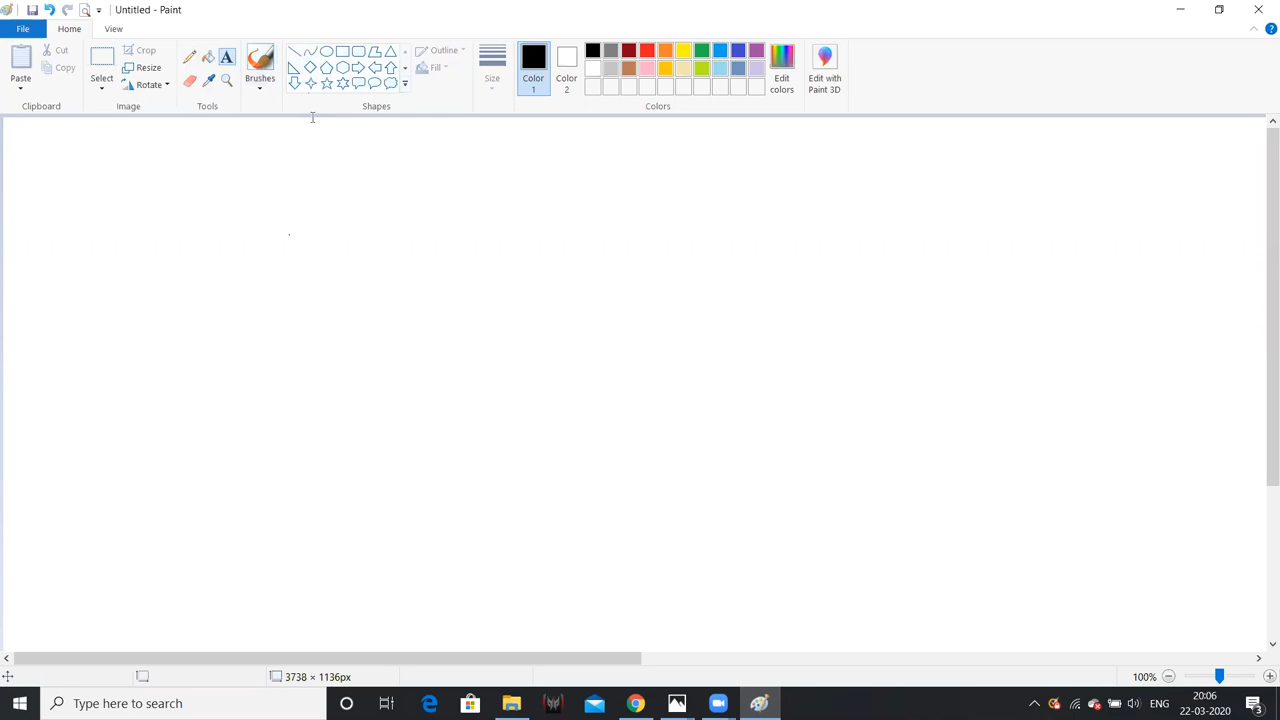 Untitled - Paint
File Home View
Paste
Cut
Copy
Clipboard
Select
Crop
Resize
Rotate
Image
A
Tools
Brushes
Shapes
Outline
Fill
Size
Color 1
Color 2
Edit colors
Colors
Edit with Paint 3D
3738 × 1136px
100%
Type here to search
ENG
20:06
22-03-2020
3